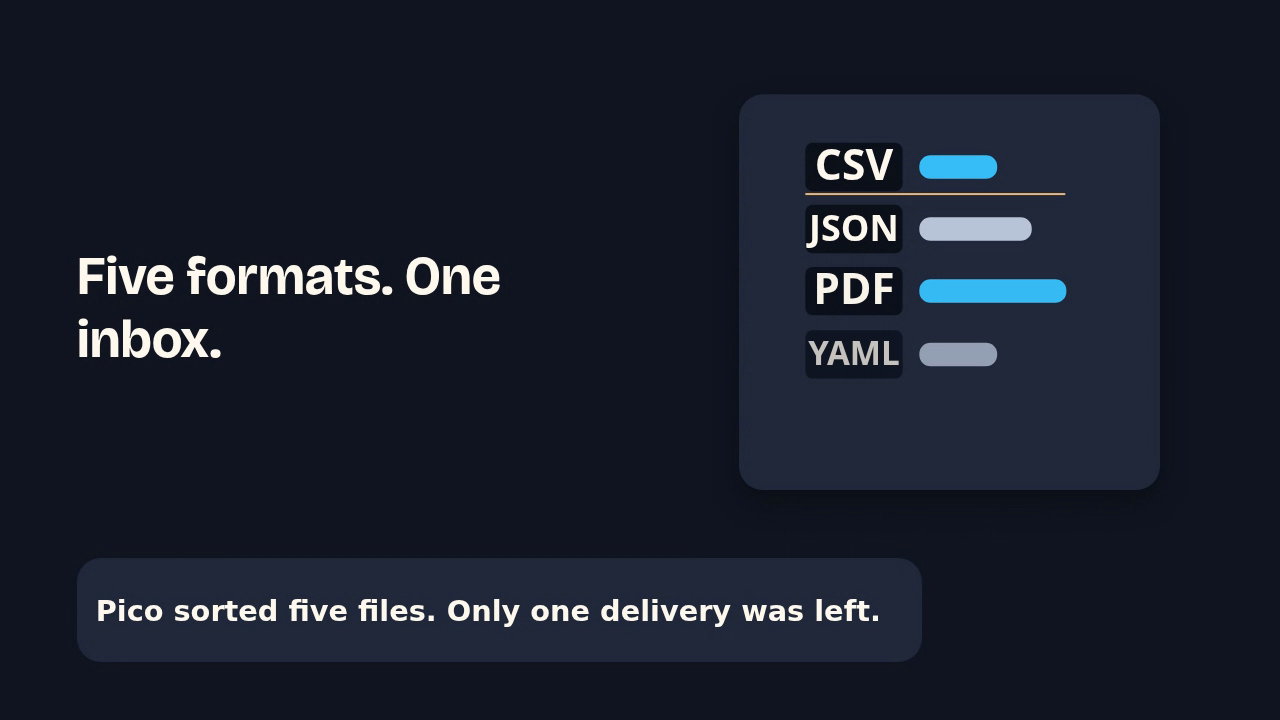 Five formats. One
inbox.
CSV
JSON
PDF
YAML
Pico sorted five files. Only one delivery was left.